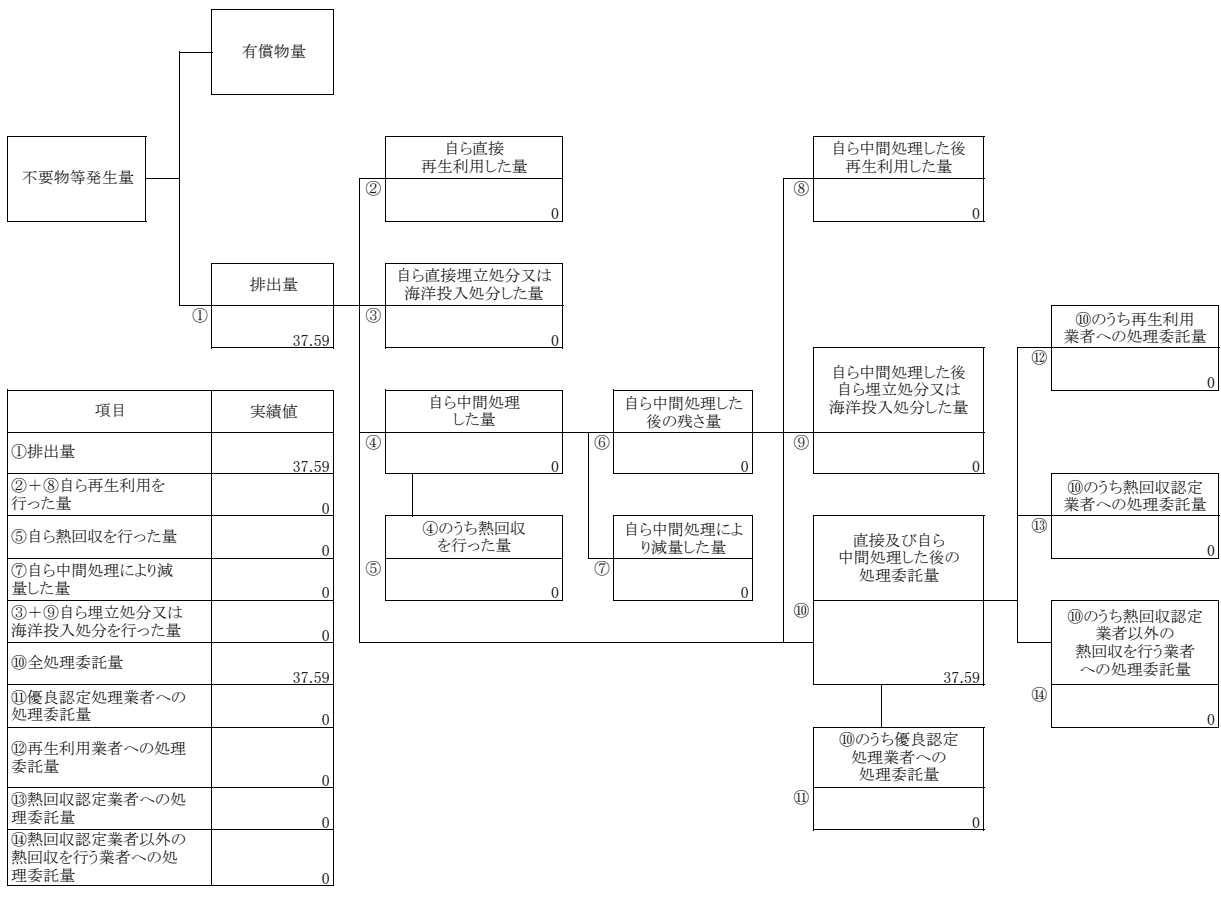 有償物量
不要物等発生量
排出量
①
37.59
自ら直接
再生利用した量
②
0
自ら直接埋立処分又は
海洋投入処分した量
③
0
自ら中間処理
した量
④
0
④のうち熱回収
を行った量
⑤
0
自ら中間処理した
後の残さ量
⑥
0
自ら中間処理によ
り減量した量
⑦
0
自ら中間処理した後
再生利用した量
⑧
0
自ら中間処理した後
自ら埋立処分又は
海洋投入処分した量
⑨
0
直接及び自ら
中間処理した後の
処理委託量
⑩
37.59
⑩のうち優良認定
処理業者への
処理委託量
⑪
0
⑩のうち再生利用
業者への処理委託量
⑫
0
⑩のうち熱回収認定
業者への処理委託量
⑬
0
⑩のうち熱回収認定
業者以外の
熱回収を行う業者
への処理委託量
⑭
0
項目 実績値
①排出量
37.59
②＋⑧自ら再生利用を
行った量
0
⑤自ら熱回収を行った量
0
⑦自ら中間処理により減
量した量
0
③＋⑨自ら埋立処分又は
海洋投入処分を行った量
0
⑩全処理委託量
37.59
⑪優良認定処理業者への
処理委託量
0
⑫再生利用業者への処理
委託量
0
⑬熱回収認定業者への処
理委託量
0
⑭熱回収認定業者以外の
熱回収を行う業者への処
理委託量
0